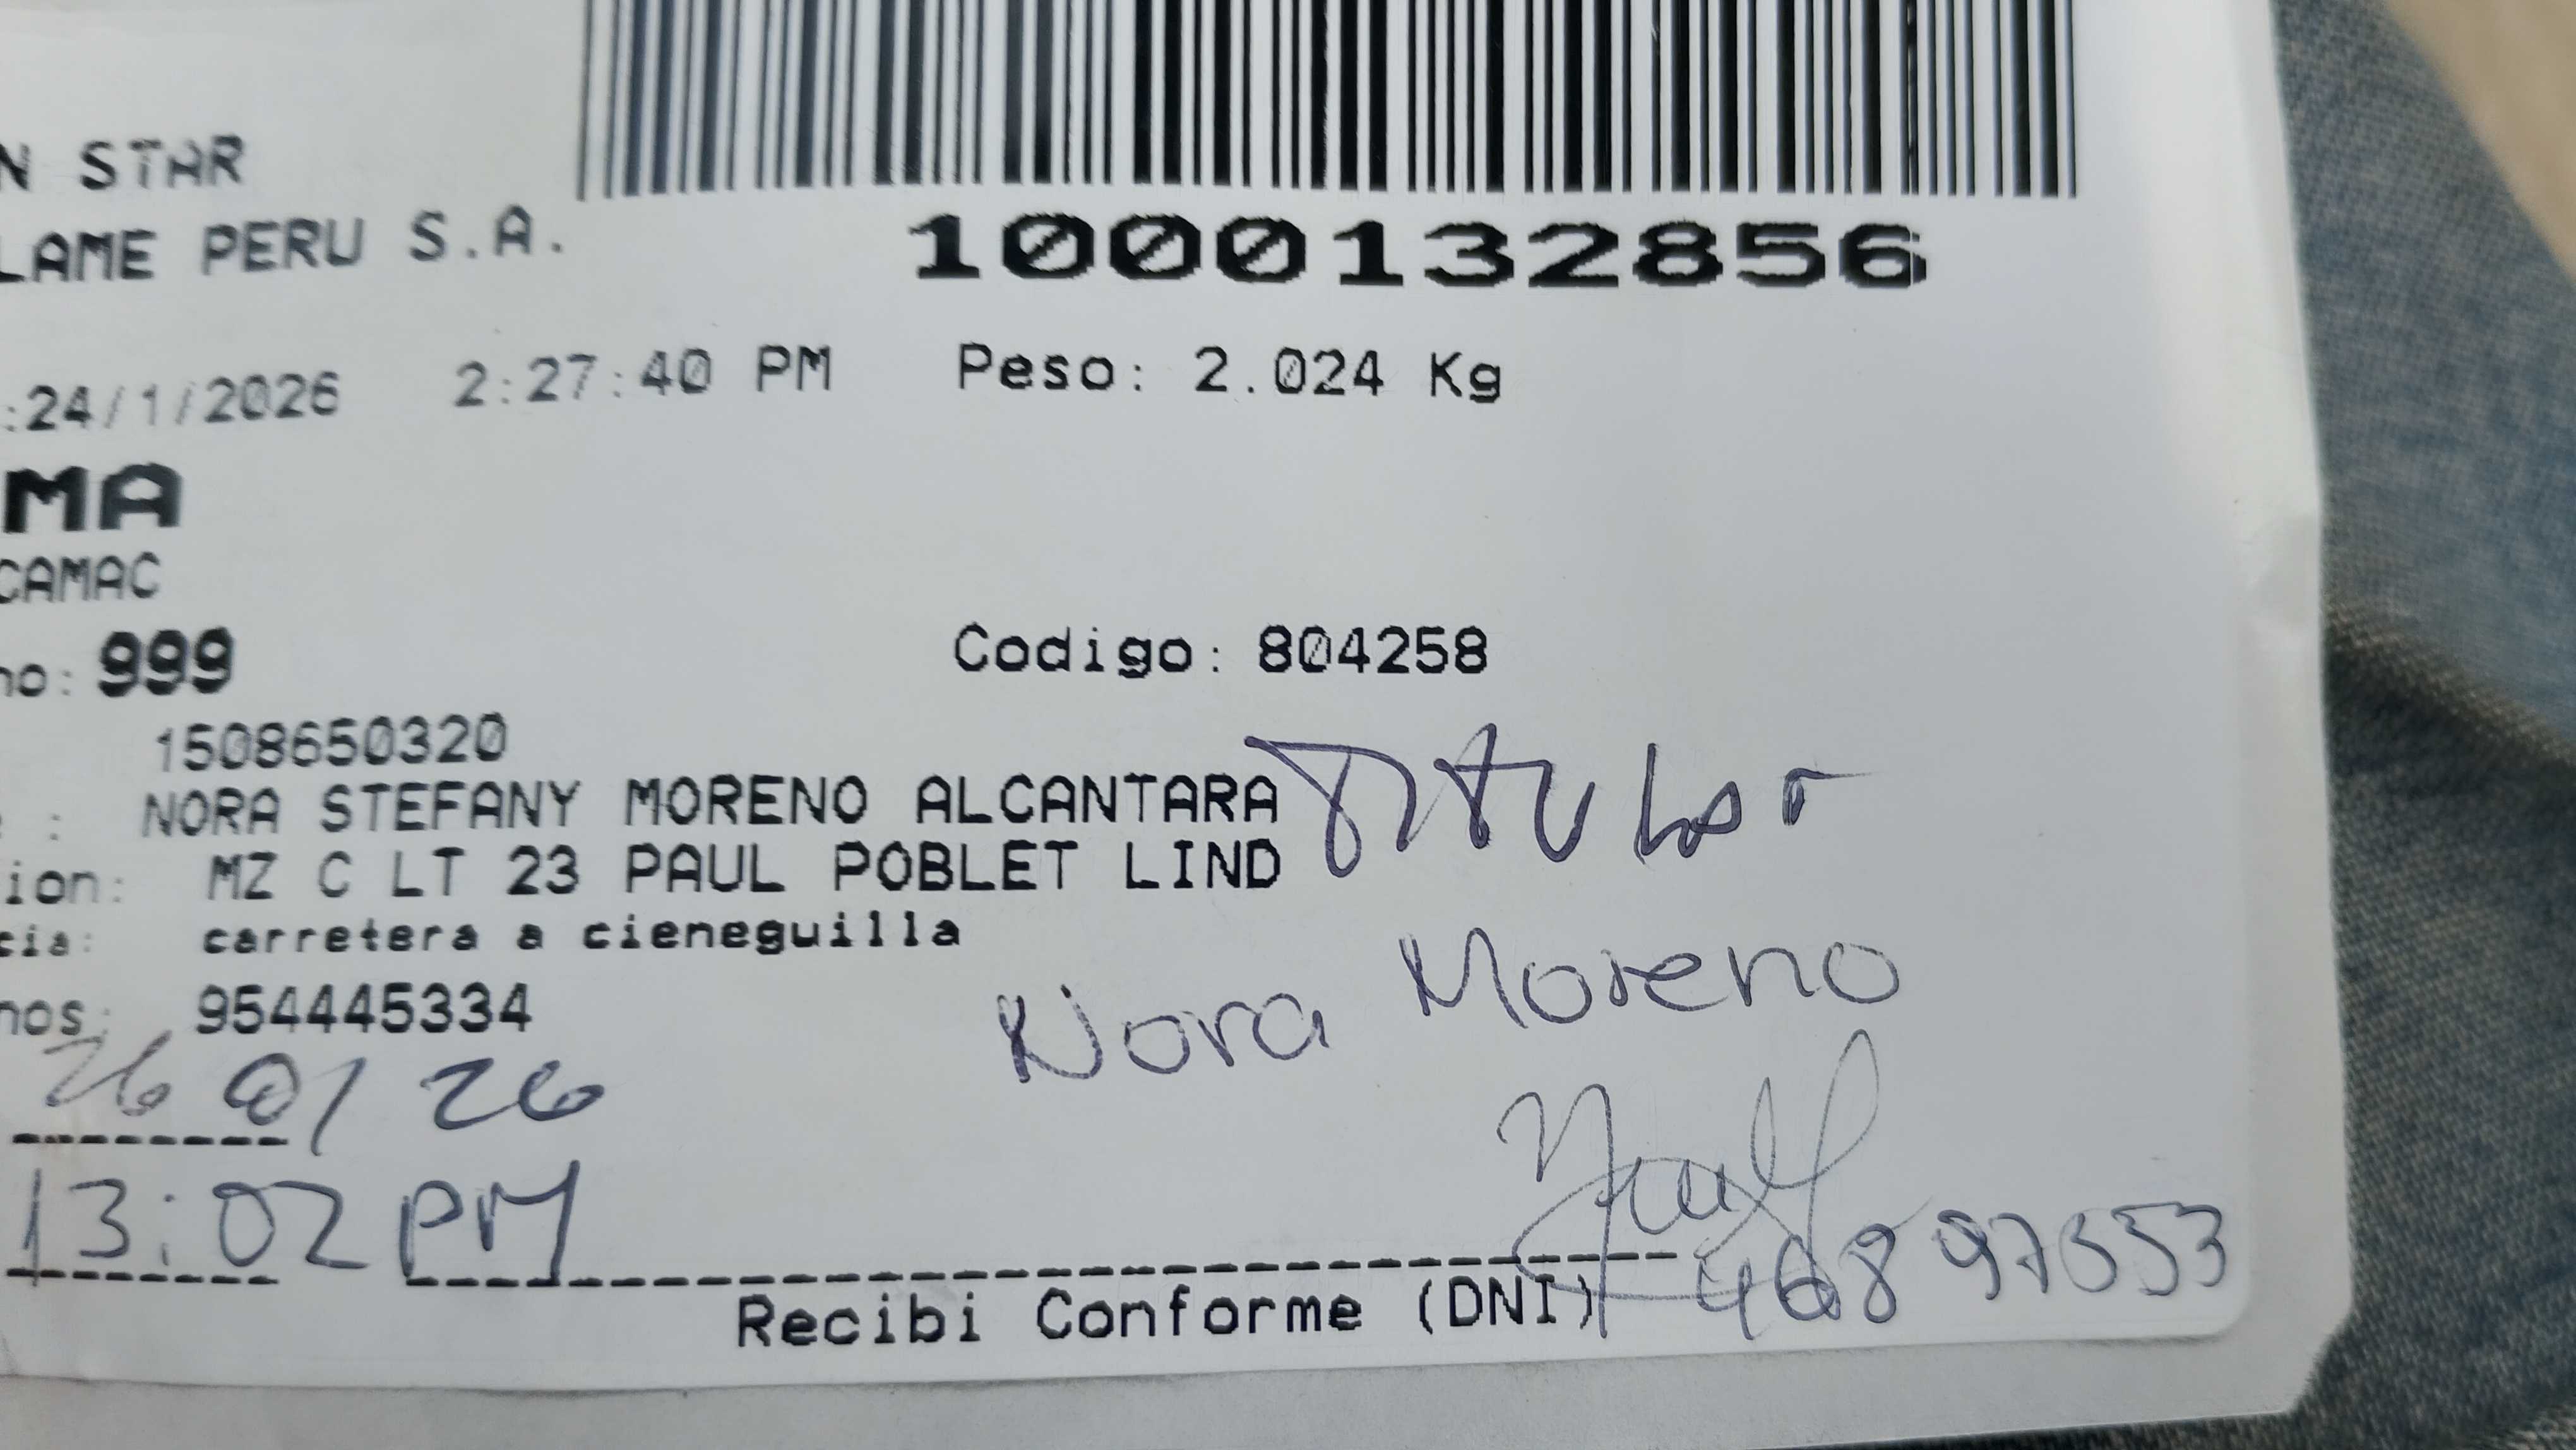 N STAR
LAME PERU S.A.
1000132856
:24/1/2026 2:27:40 PM Peso: 2.024 Kg
MA
CAMAC
no: 999 Codigo: 804258
1508650320
: NORA STEFANY MORENO ALCANTARA Titular
ion: MZ C LT 23 PAUL POBLET LIND
cia: carretera a cieneguilla
nos: 954445334
Nora Moreno
26 01 26
13:02 PM
Recibi Conforme (DNI) 46897553